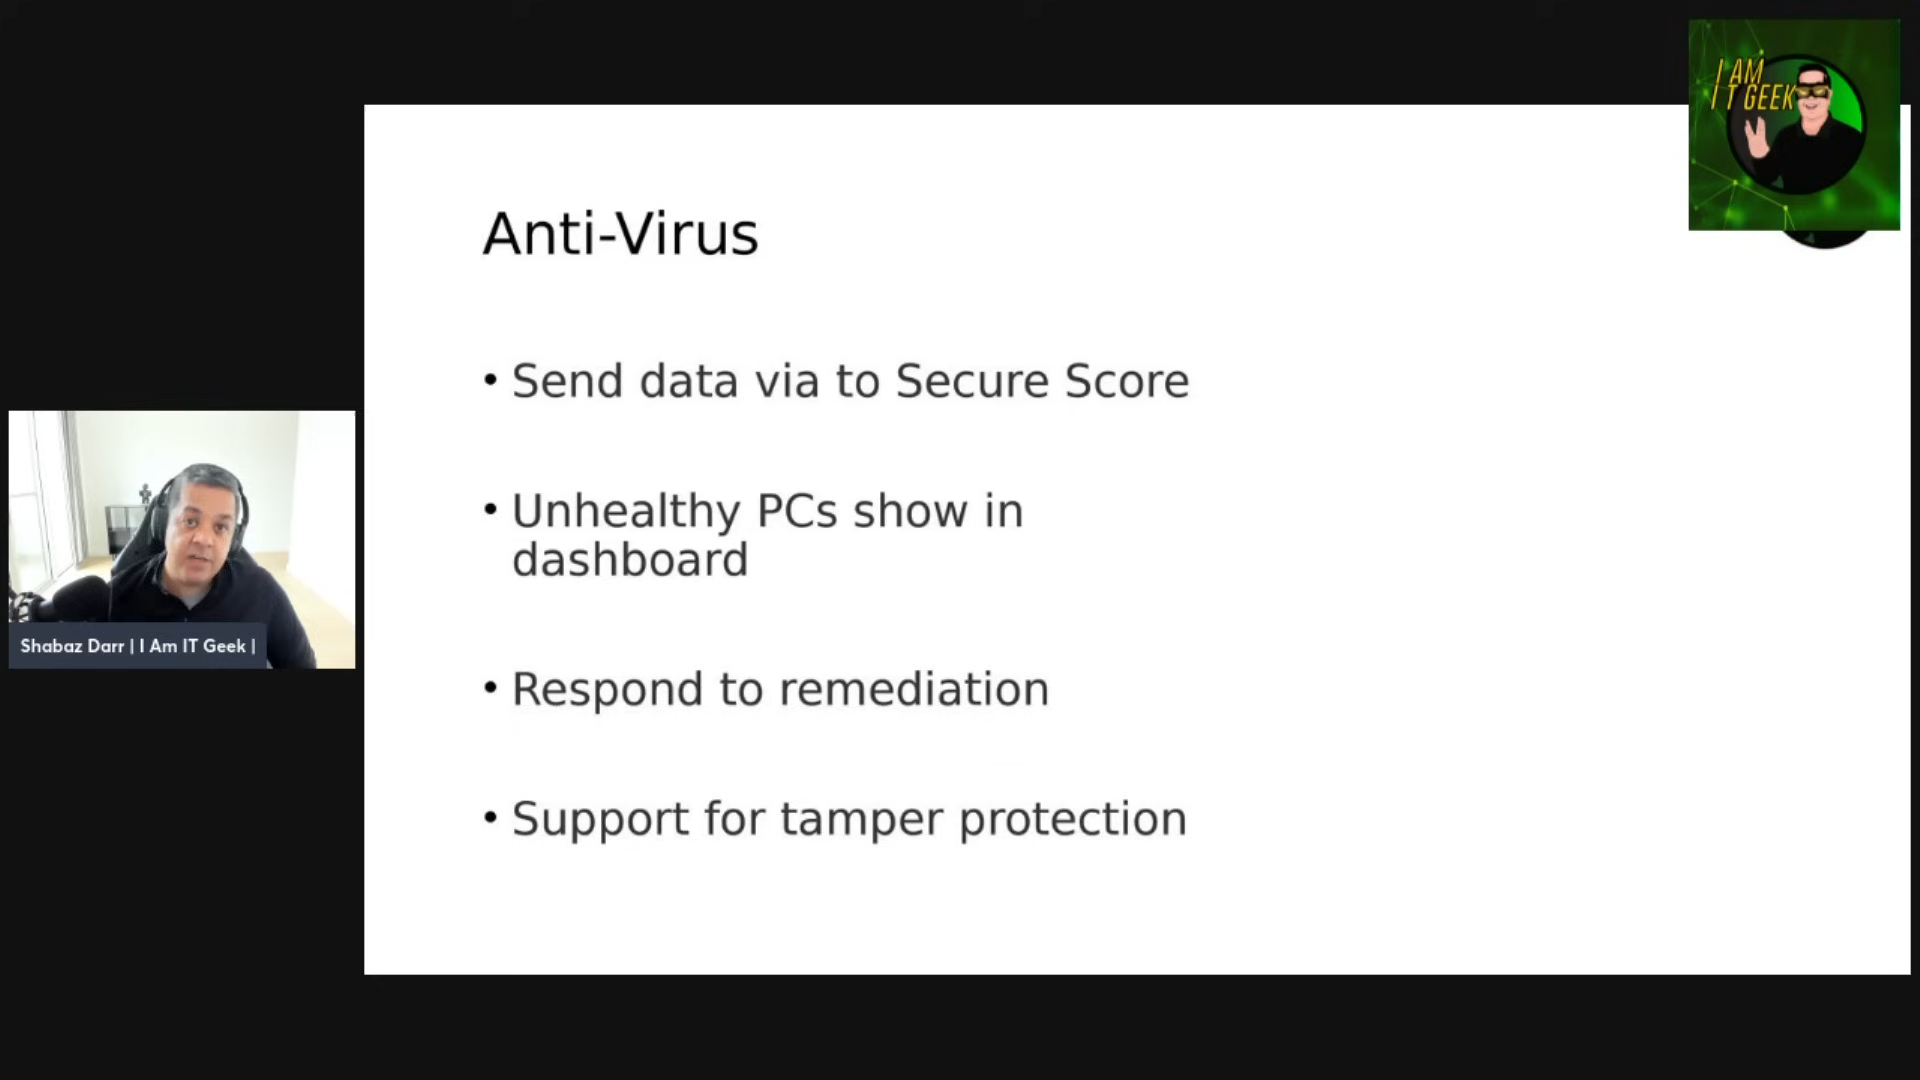 I AM
IT GEEK
Anti-Virus
• Send data via to Secure Score
• Unhealthy PCs show in
dashboard
• Respond to remediation
• Support for tamper protection
Shabaz Darr | I Am IT Geek |